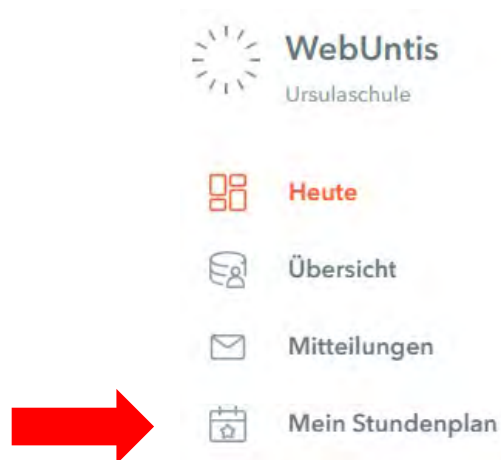 WebUntis
Ursulaschule
Heute
Übersicht
Mitteilungen
Mein Stundenplan